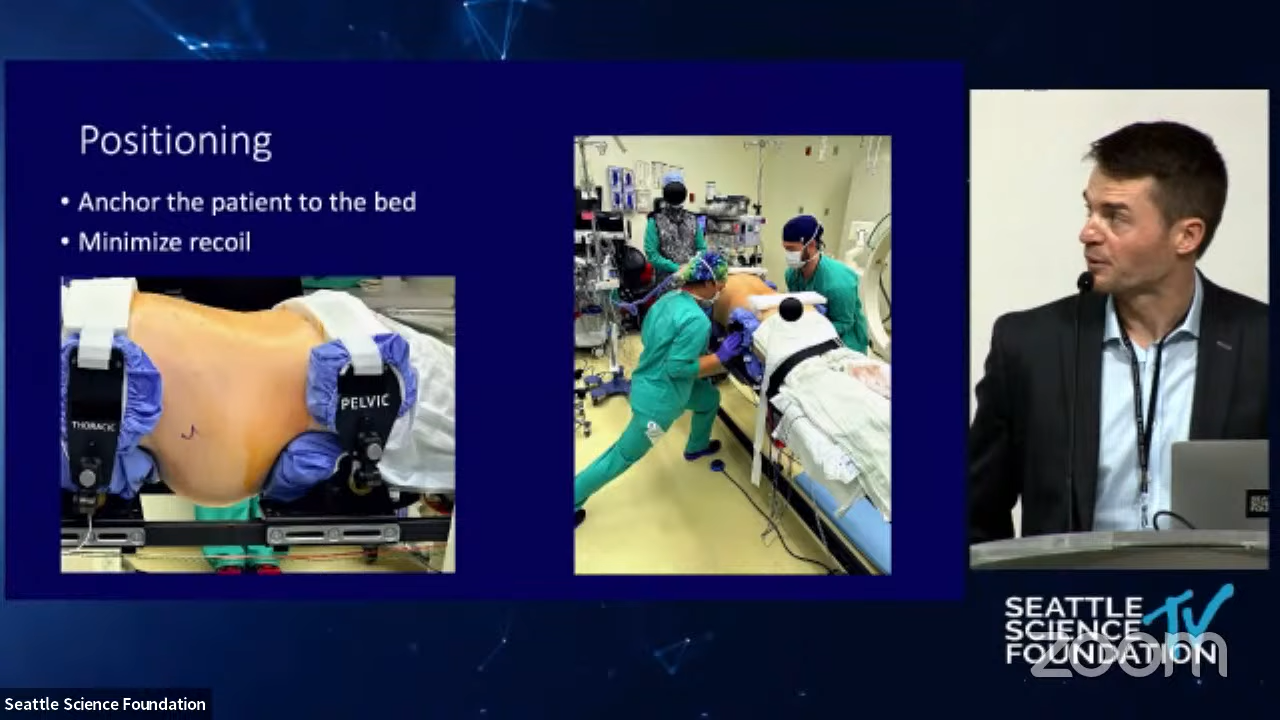 Positioning
• Anchor the patient to the bed
• Minimize recoil
THORACIC
PELVIC
SEATTLE
SCIENCE
FOUNDATION
TV
zoom
Seattle Science Foundation